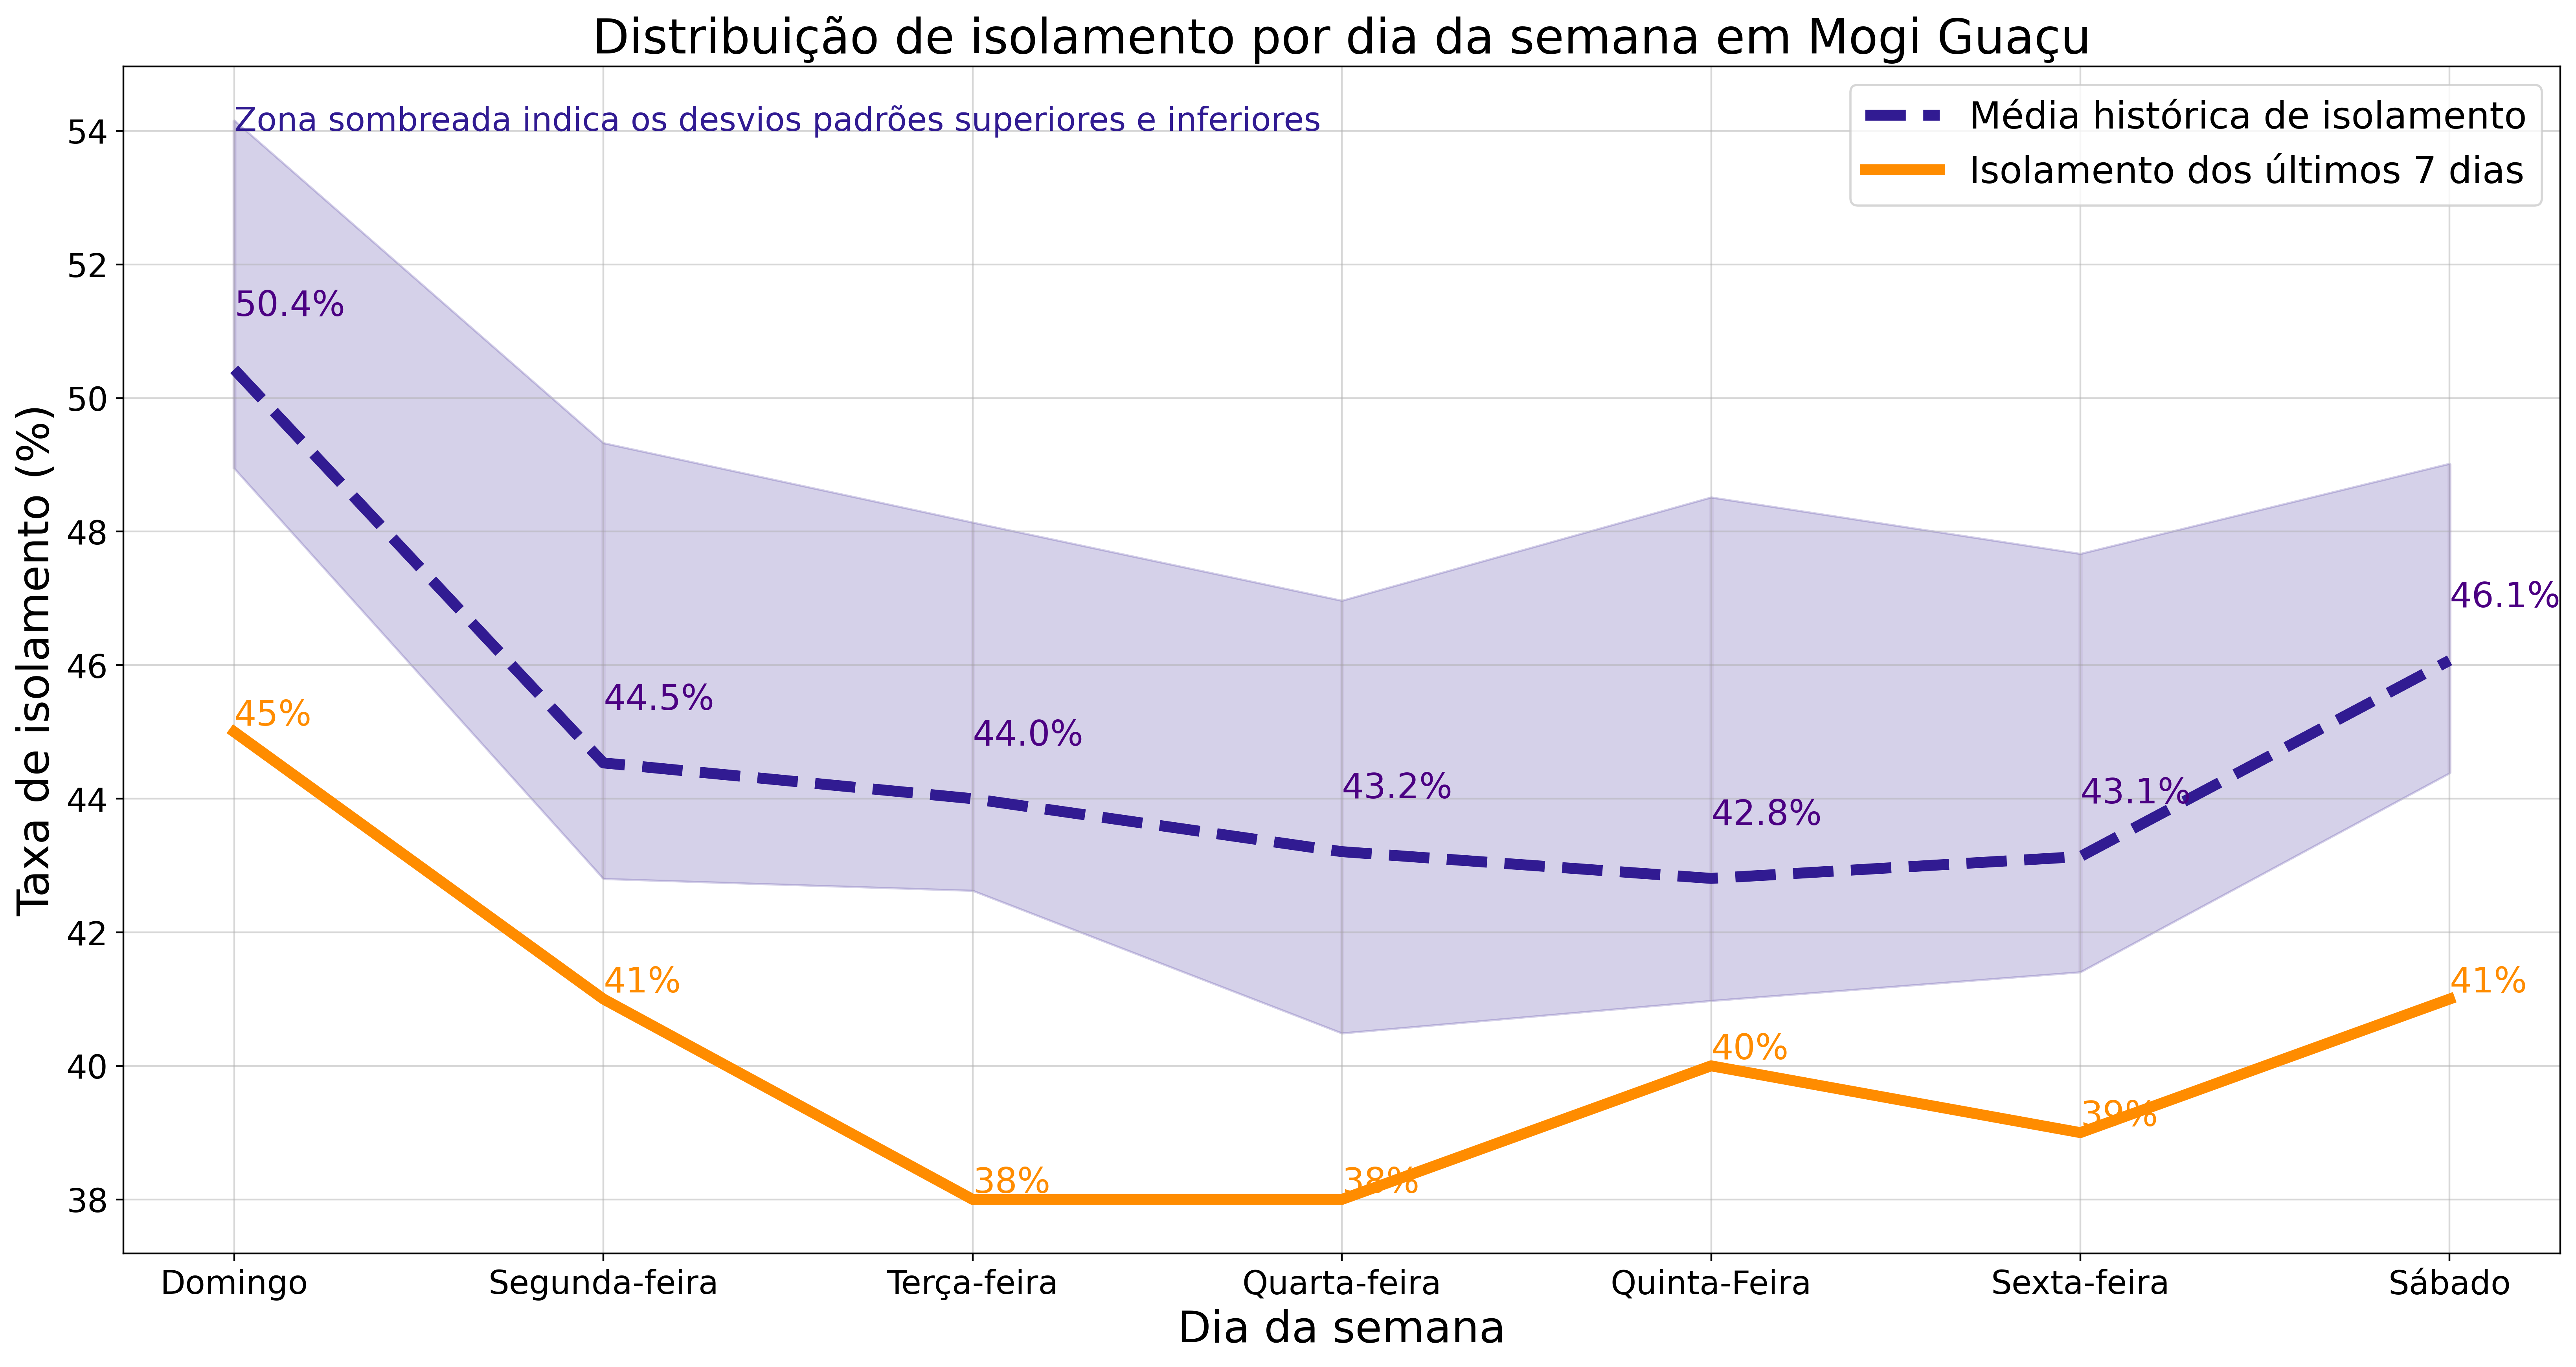 Distribuição de isolamento por dia da semana em Mogi Guaçu
Zona sombreada indica os desvios padrões superiores e inferiores
Média histórica de isolamento
Isolamento dos últimos 7 dias
Taxa de isolamento (%)
54
52
50
48
46
44
42
40
38
50.4%
44.5%
44.0%
43.2%
42.8%
43.1%
46.1%
45%
41%
38%
38%
40%
39%
41%
Domingo
Segunda-feira
Terça-feira
Quarta-feira
Quinta-Feira
Sexta-feira
Sábado
Dia da semana